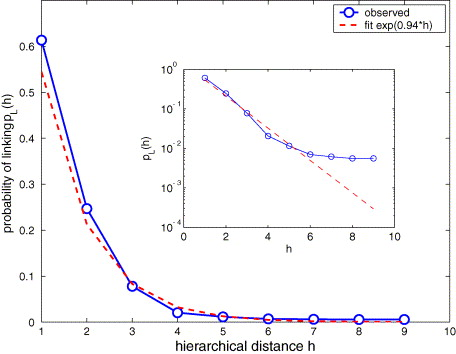 observed
fit exp(0.94*h)
probability of linking pL(h)
0.6
0.5
0.4
0.3
0.2
0.1
0
1 2 3 4 5 6 7 8 9 10
hierarchical distance h
pL(h)
10^0
10^-1
10^-2
10^-3
10^-4
0 2 4 6 8 10
h